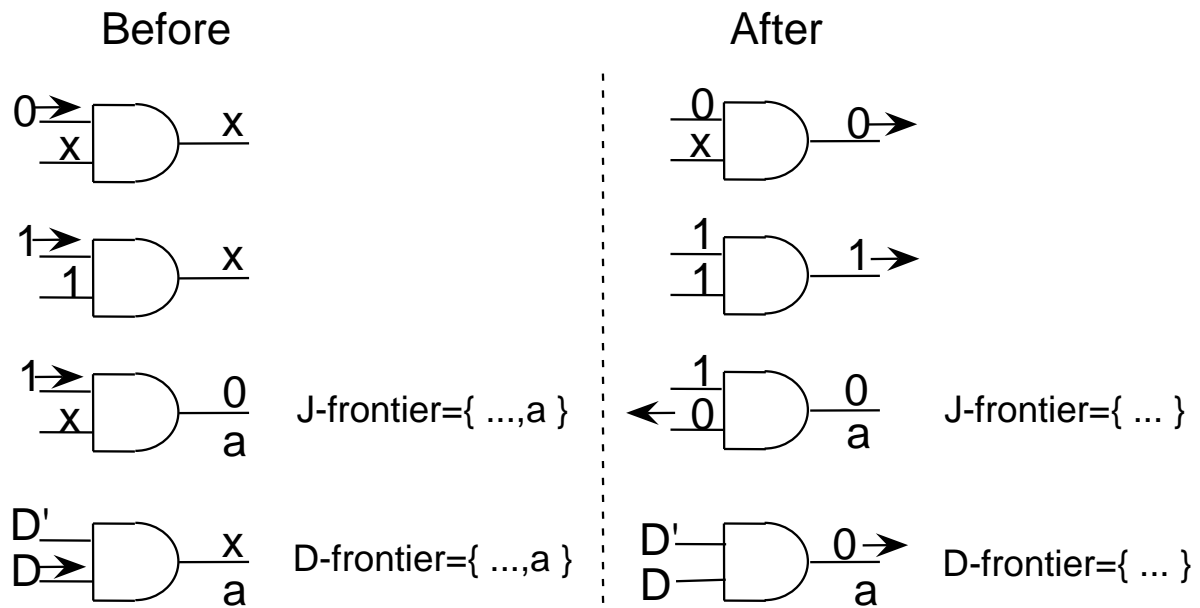 Before
After
0
x
x
0
x
0
1
1
x
1
1
1
1
x
0
a
J-frontier={ ...,a }
1
0
0
a
J-frontier={ ... }
D'
D
x
a
D-frontier={ ...,a }
D'
D
0
a
D-frontier={ ... }